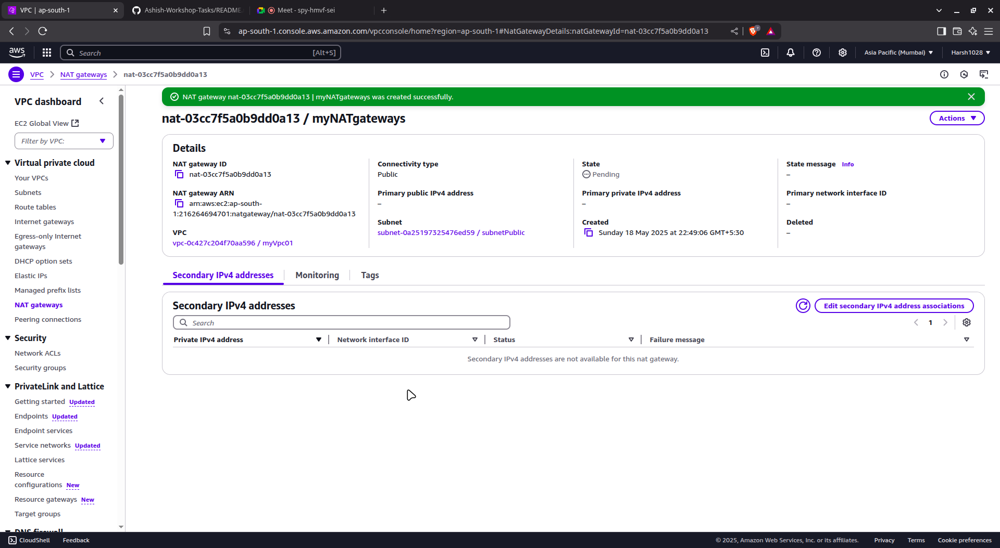 VPC | ap-south-1
Ashish-Workshop-Tasks/README.
Meet - spy-hmvf-sei
ap-south-1.console.aws.amazon.com/vpcconsole/home?region=ap-south-1#NatGatewayDetails:natGatewayId=nat-03cc7f5a0b9dd0a13
aws
Search [Alt+S]
Asia Pacific (Mumbai)
Harsh1028
VPC
NAT gateways
nat-03cc7f5a0b9dd0a13
VPC dashboard
EC2 Global View
Filter by VPC:
Virtual private cloud
Your VPCs
Subnets
Route tables
Internet gateways
Egress-only Internet
gateways
DHCP option sets
Elastic IPs
Managed prefix lists
NAT gateways
Peering connections
Security
Network ACLs
Security groups
PrivateLink and Lattice
Getting started Updated
Endpoints Updated
Endpoint services
Service networks Updated
Lattice services
Resource
configurations New
Resource gateways New
Target groups
DNS firewall
NAT gateway nat-03cc7f5a0b9dd0a13 | myNATgateways was created successfully.
nat-03cc7f5a0b9dd0a13 / myNATgateways
Actions
Details
NAT gateway ID
nat-03cc7f5a0b9dd0a13
NAT gateway ARN
arn:aws:ec2:ap-south-
1:216264694701:natgateway/nat-03cc7f5a0b9dd0a13
VPC
vpc-0c427c204f70aa596 / myVpc01
Connectivity type
Public
Primary public IPv4 address
–
Subnet
subnet-0a25197325476ed59 / subnetPublic
State
Pending
Primary private IPv4 address
–
Created
Sunday 18 May 2025 at 22:49:06 GMT+5:30
State message Info
–
Primary network interface ID
–
Deleted
–
Secondary IPv4 addresses
Monitoring
Tags
Secondary IPv4 addresses
Edit secondary IPv4 address associations
Search
1
Private IPv4 address
Network interface ID
Status
Failure message
Secondary IPv4 addresses are not available for this nat gateway.
CloudShell
Feedback
© 2025, Amazon Web Services, Inc. or its affiliates.
Privacy
Terms
Cookie preferences